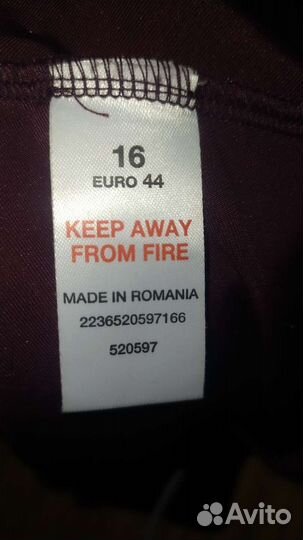 16
EURO 44
KEEP AWAY
FROM FIRE
MADE IN ROMANIA
2236520597166
520597
Avito